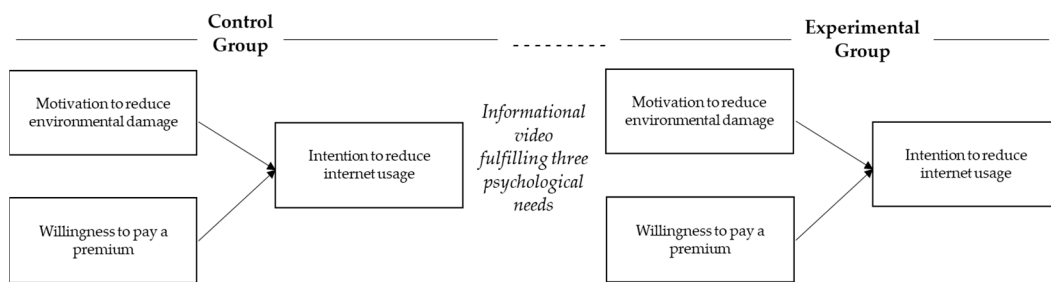 Control
Group
Experimental
Group
Motivation to reduce
environmental damage
Intention to reduce
internet usage
Willingness to pay a
premium
Informational
video
fulfilling three
psychological
needs
Motivation to reduce
environmental damage
Intention to reduce
internet usage
Willingness to pay a
premium